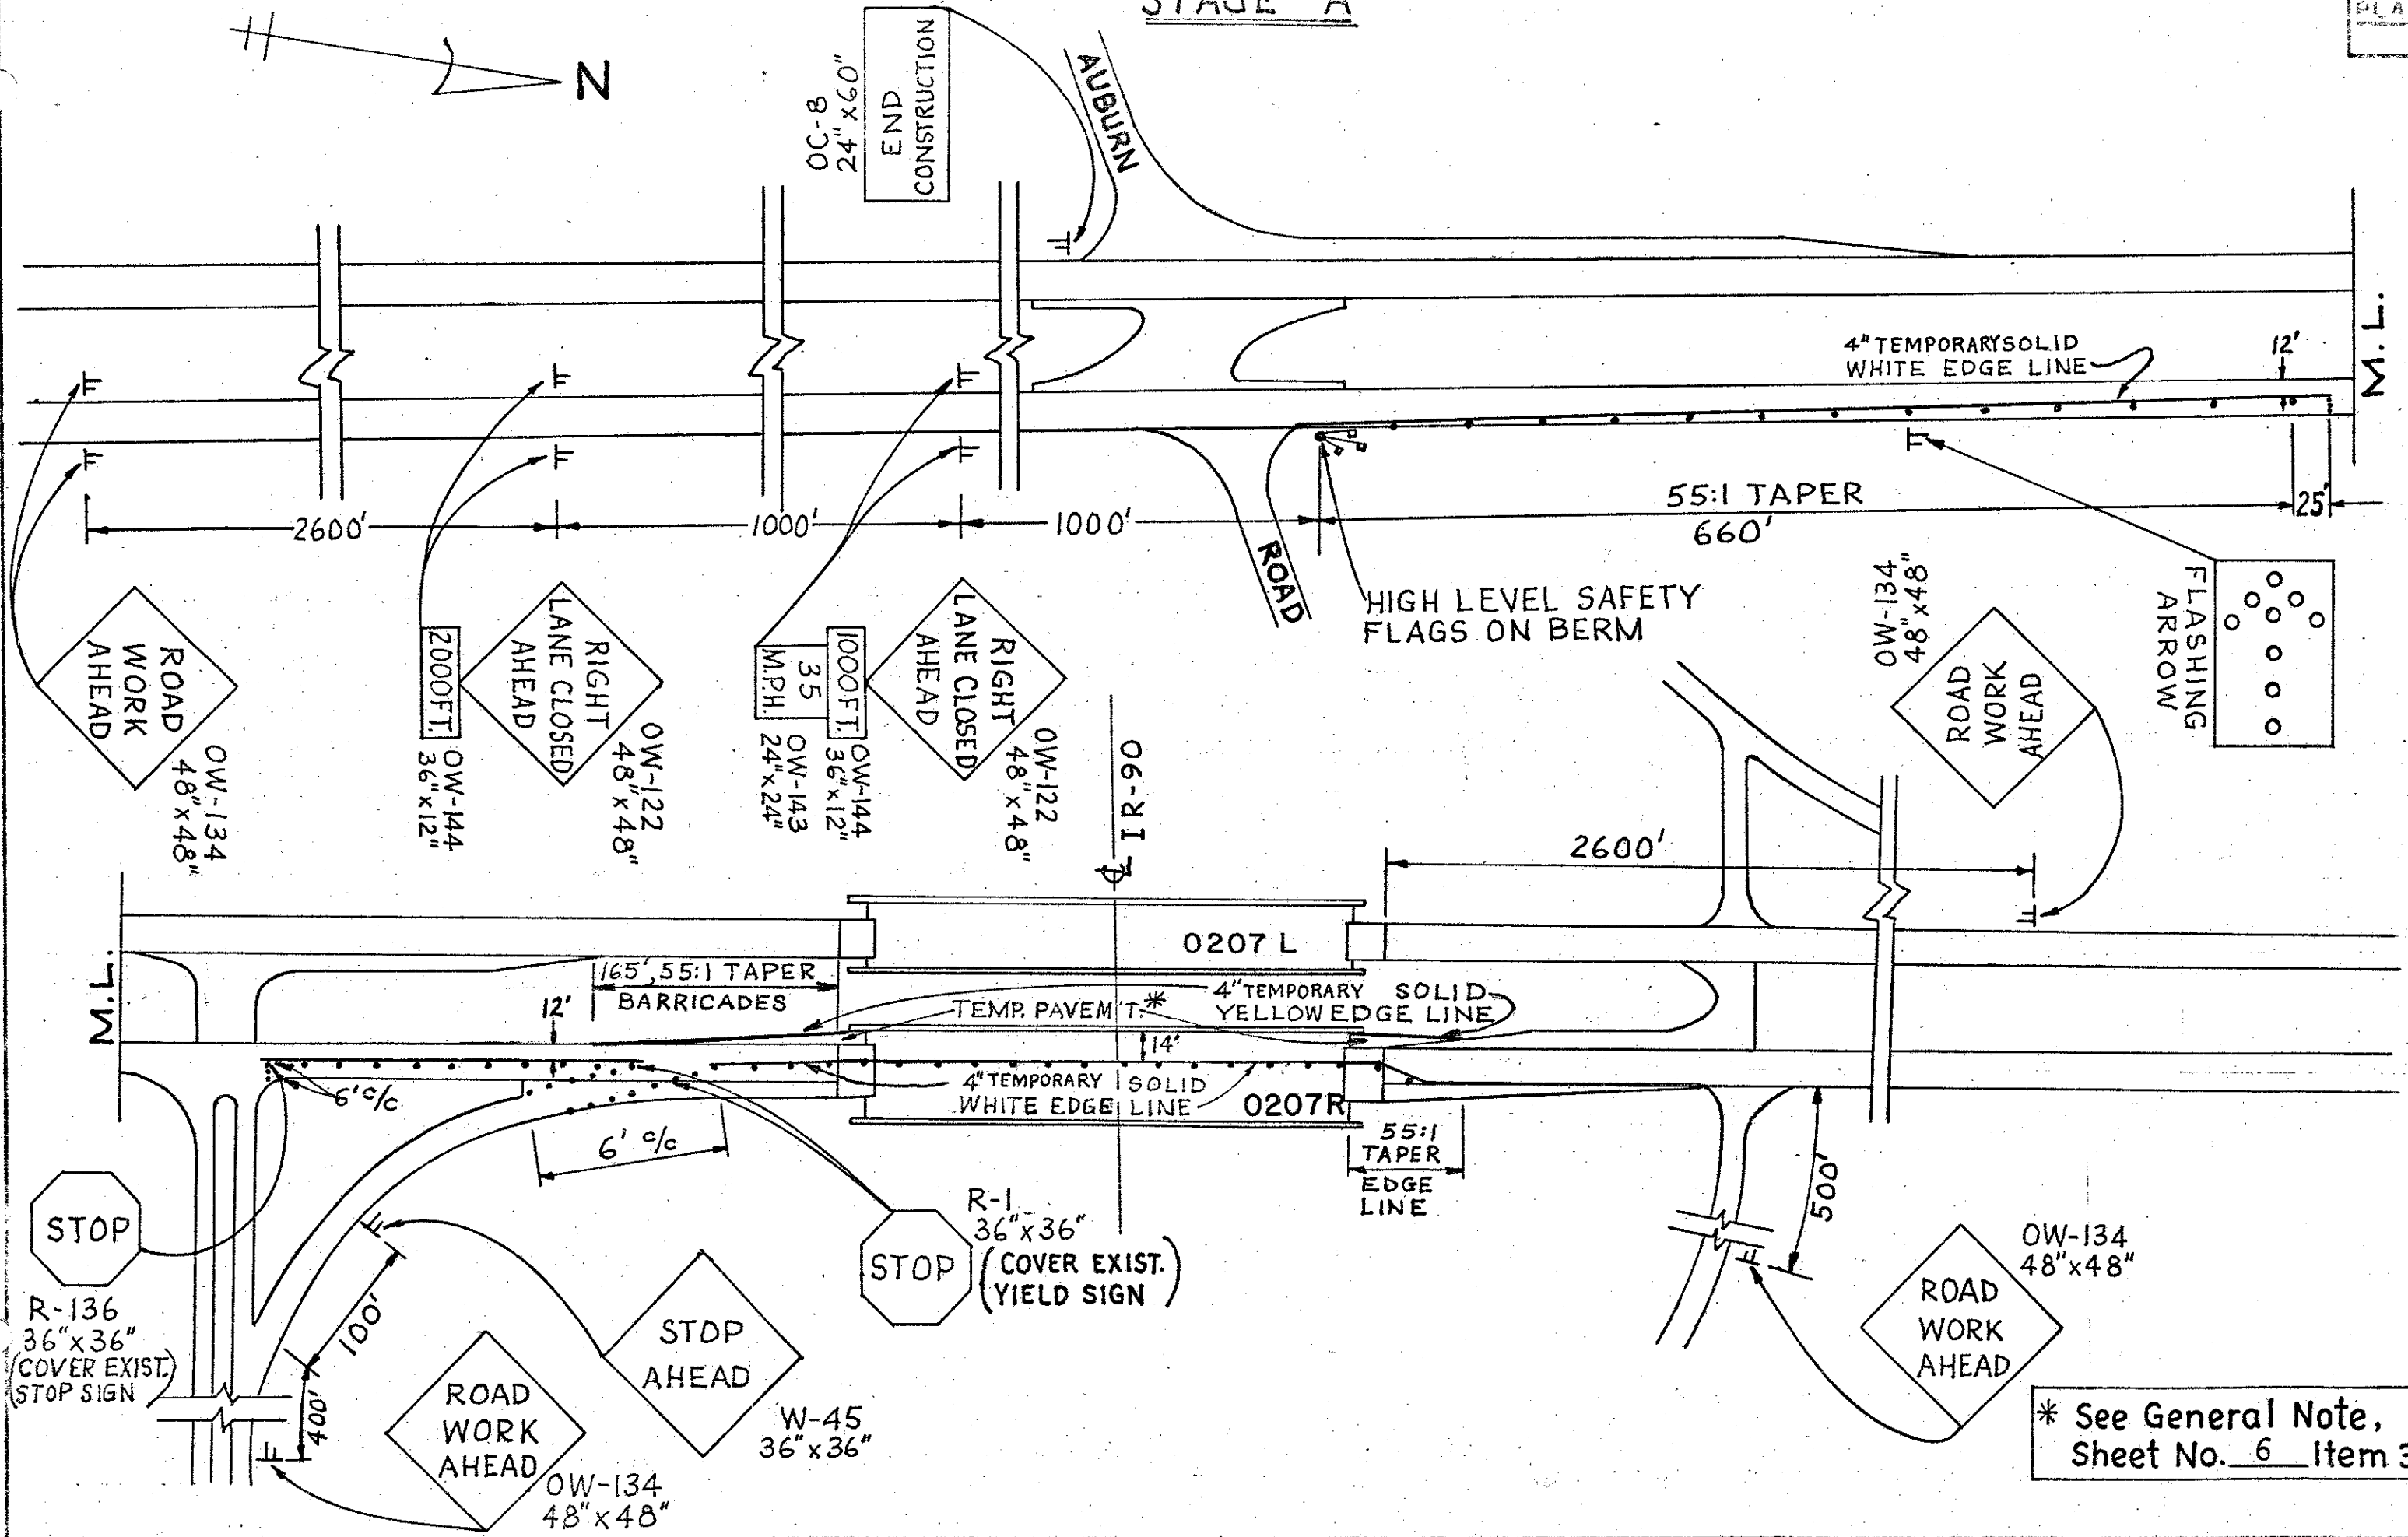 STAGE A
PLA
N
OC-8
24"x60"
END
CONSTRUCTION
AUBURN
4" TEMPORARY SOLID
WHITE EDGE LINE
12'
M.L.
2600'
1000'
1000'
55:1 TAPER
660'
25'
ROAD
HIGH LEVEL SAFETY
FLAGS ON BERM
OW-134
48"x48"
ROAD
WORK
AHEAD
FLASHING
ARROW
ROAD
WORK
AHEAD
OW-134
48"x48"
RIGHT
LANE CLOSED
AHEAD
2000FT.
OW-122
48"x48"
OW-144
36"x12"
RIGHT
LANE CLOSED
AHEAD
1000FT.
35
M.P.H.
OW-122
48"x48"
OW-144
36"x12"
OW-143
24"x24"
℄ IR-90
2600'
M.L.
0207 L
165', 55:1 TAPER
BARRICADES
12'
TEMP. PAVEM'T.*
4" TEMPORARY SOLID
YELLOW EDGE LINE
14'
6' c/c
4" TEMPORARY SOLID
WHITE EDGE LINE
0207R
6' c/c
55:1
TAPER
EDGE
LINE
500'
STOP
R-136
36"x36"
(COVER EXIST.
STOP SIGN)
100'
400'
R-1
36"x36"
STOP
(COVER EXIST.
YIELD SIGN)
STOP
AHEAD
W-45
36"x36"
ROAD
WORK
AHEAD
OW-134
48"x48"
OW-134
48"x48"
ROAD
WORK
AHEAD
* See General Note,
Sheet No. 6 Item 3